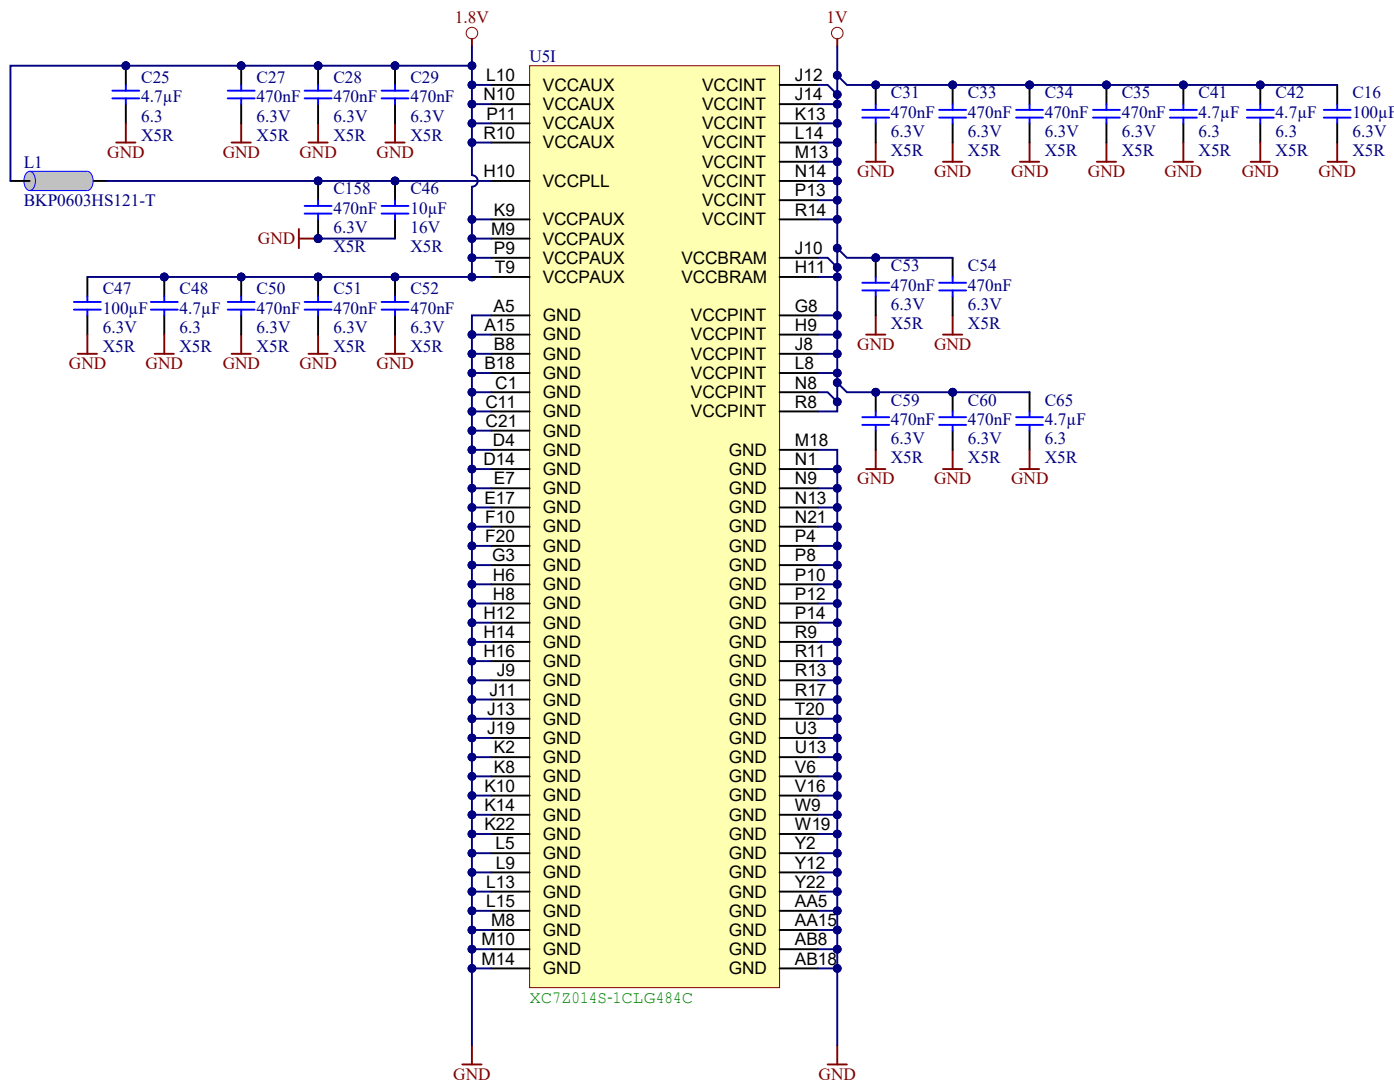 1.8V
1V
U5I
C25
4.7µF
6.3
X5R
GND
C27
470nF
6.3V
X5R
GND
C28
470nF
6.3V
X5R
GND
C29
470nF
6.3V
X5R
GND
L1
BKP0603HS121-T
C158
470nF
6.3V
X5R
C46
10µF
16V
X5R
GND
C47
100µF
6.3V
X5R
GND
C48
4.7µF
6.3
X5R
GND
C50
470nF
6.3V
X5R
GND
C51
470nF
6.3V
X5R
GND
C52
470nF
6.3V
X5R
GND
L10 VCCAUX
N10 VCCAUX
P11 VCCAUX
R10 VCCAUX
H10 VCCPLL
K9 VCCPAUX
M9 VCCPAUX
P9 VCCPAUX
T9 VCCPAUX
A5 GND
A15 GND
B8 GND
B18 GND
C1 GND
C11 GND
C21 GND
D4 GND
D14 GND
E7 GND
E17 GND
F10 GND
F20 GND
G3 GND
H6 GND
H8 GND
H12 GND
H14 GND
H16 GND
J9 GND
J11 GND
J13 GND
J19 GND
K2 GND
K8 GND
K10 GND
K14 GND
K22 GND
L5 GND
L9 GND
L13 GND
L15 GND
M8 GND
M10 GND
M14 GND
VCCINT J12
VCCINT J14
VCCINT K13
VCCINT L14
VCCINT M13
VCCINT N14
VCCINT P13
VCCINT R14
VCCBRAM J10
VCCBRAM H11
VCCPINT G8
VCCPINT H9
VCCPINT J8
VCCPINT L8
VCCPINT N8
VCCPINT R8
GND M18
GND N1
GND N9
GND N13
GND N21
GND P4
GND P8
GND P10
GND P12
GND P14
GND R9
GND R11
GND R13
GND R17
GND T20
GND U3
GND U13
GND V6
GND V16
GND W9
GND W19
GND Y2
GND Y12
GND Y22
GND AA5
GND AA15
GND AB8
GND AB18
C31
470nF
6.3V
X5R
GND
C33
470nF
6.3V
X5R
GND
C34
470nF
6.3V
X5R
GND
C35
470nF
6.3V
X5R
GND
C41
4.7µF
6.3
X5R
GND
C42
4.7µF
6.3
X5R
GND
C16
100µF
6.3V
X5R
GND
C53
470nF
6.3V
X5R
GND
C54
470nF
6.3V
X5R
GND
C59
470nF
6.3V
X5R
GND
C60
470nF
6.3V
X5R
GND
C65
4.7µF
6.3
X5R
GND
XC7Z014S-1CLG484C
GND
GND